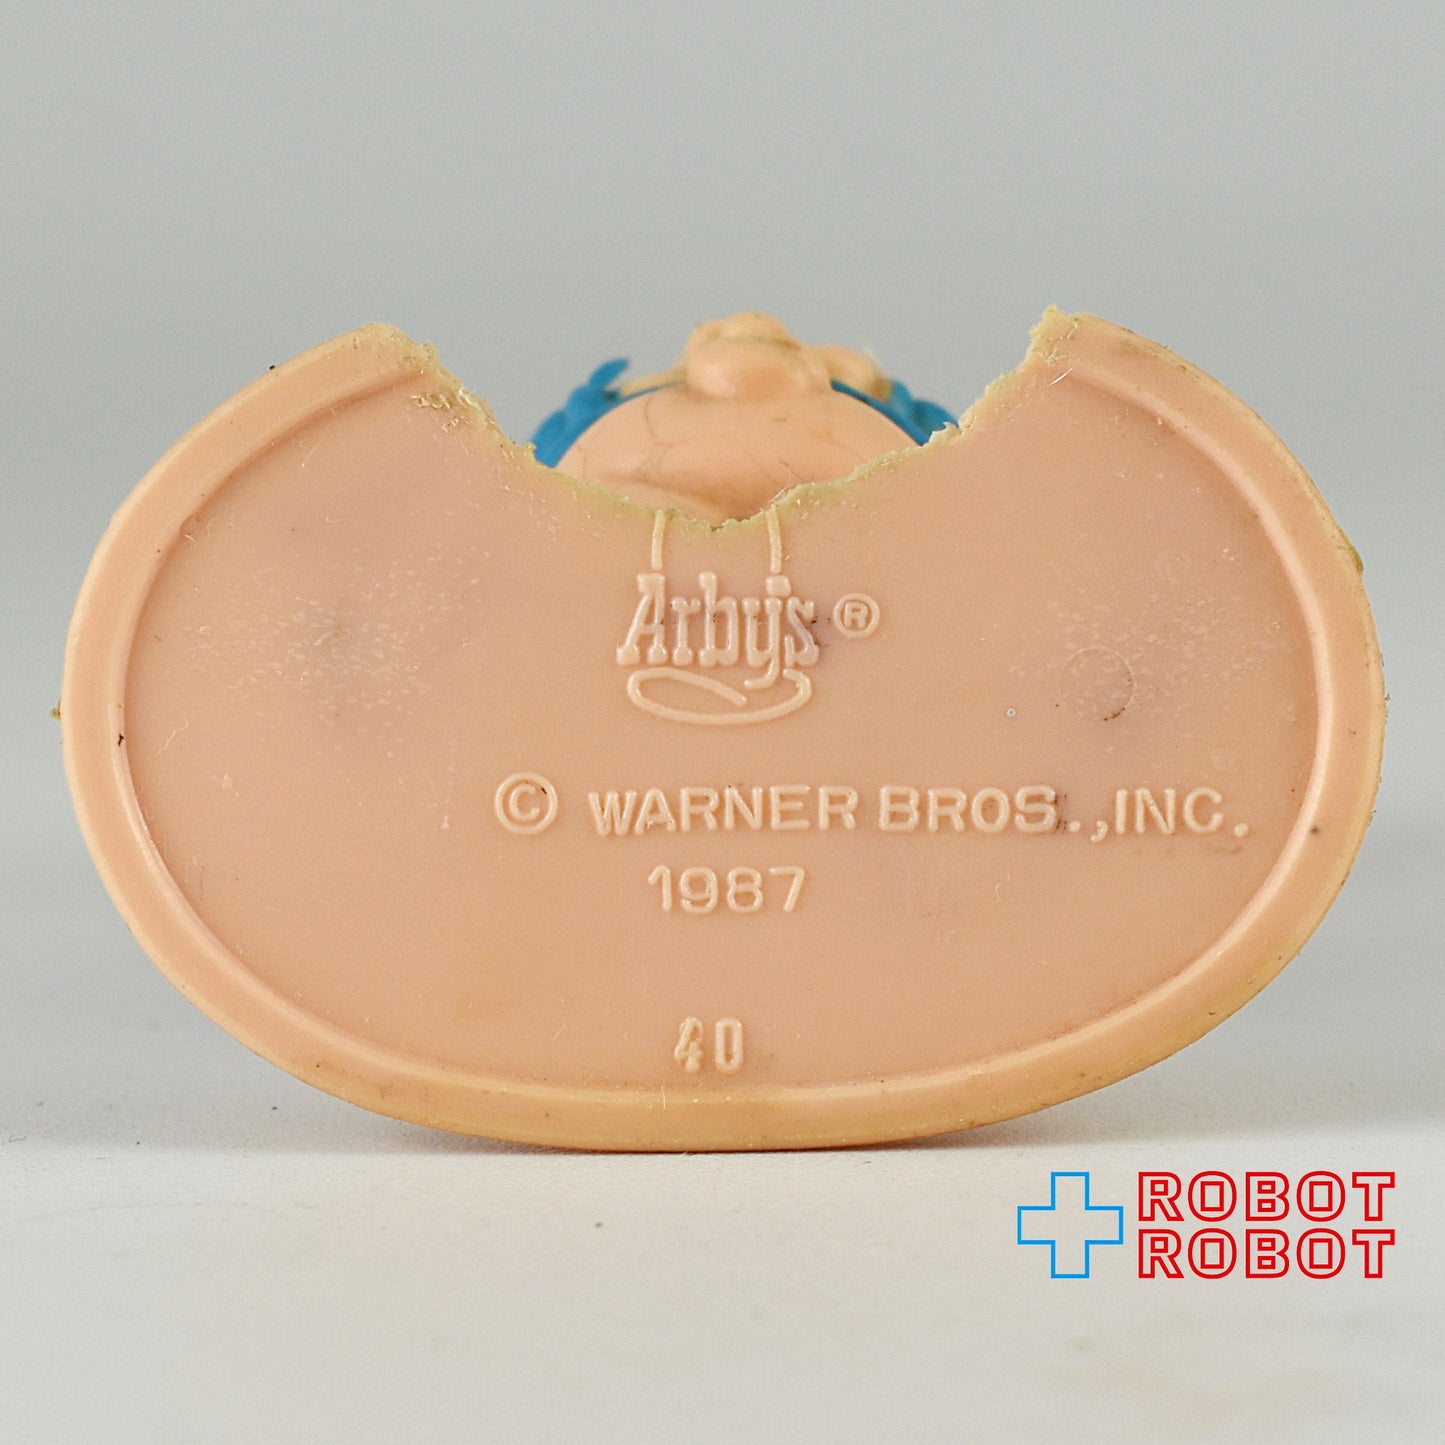 Arby's ®
© WARNER BROS., INC.
1987
40
ROBOT
ROBOT